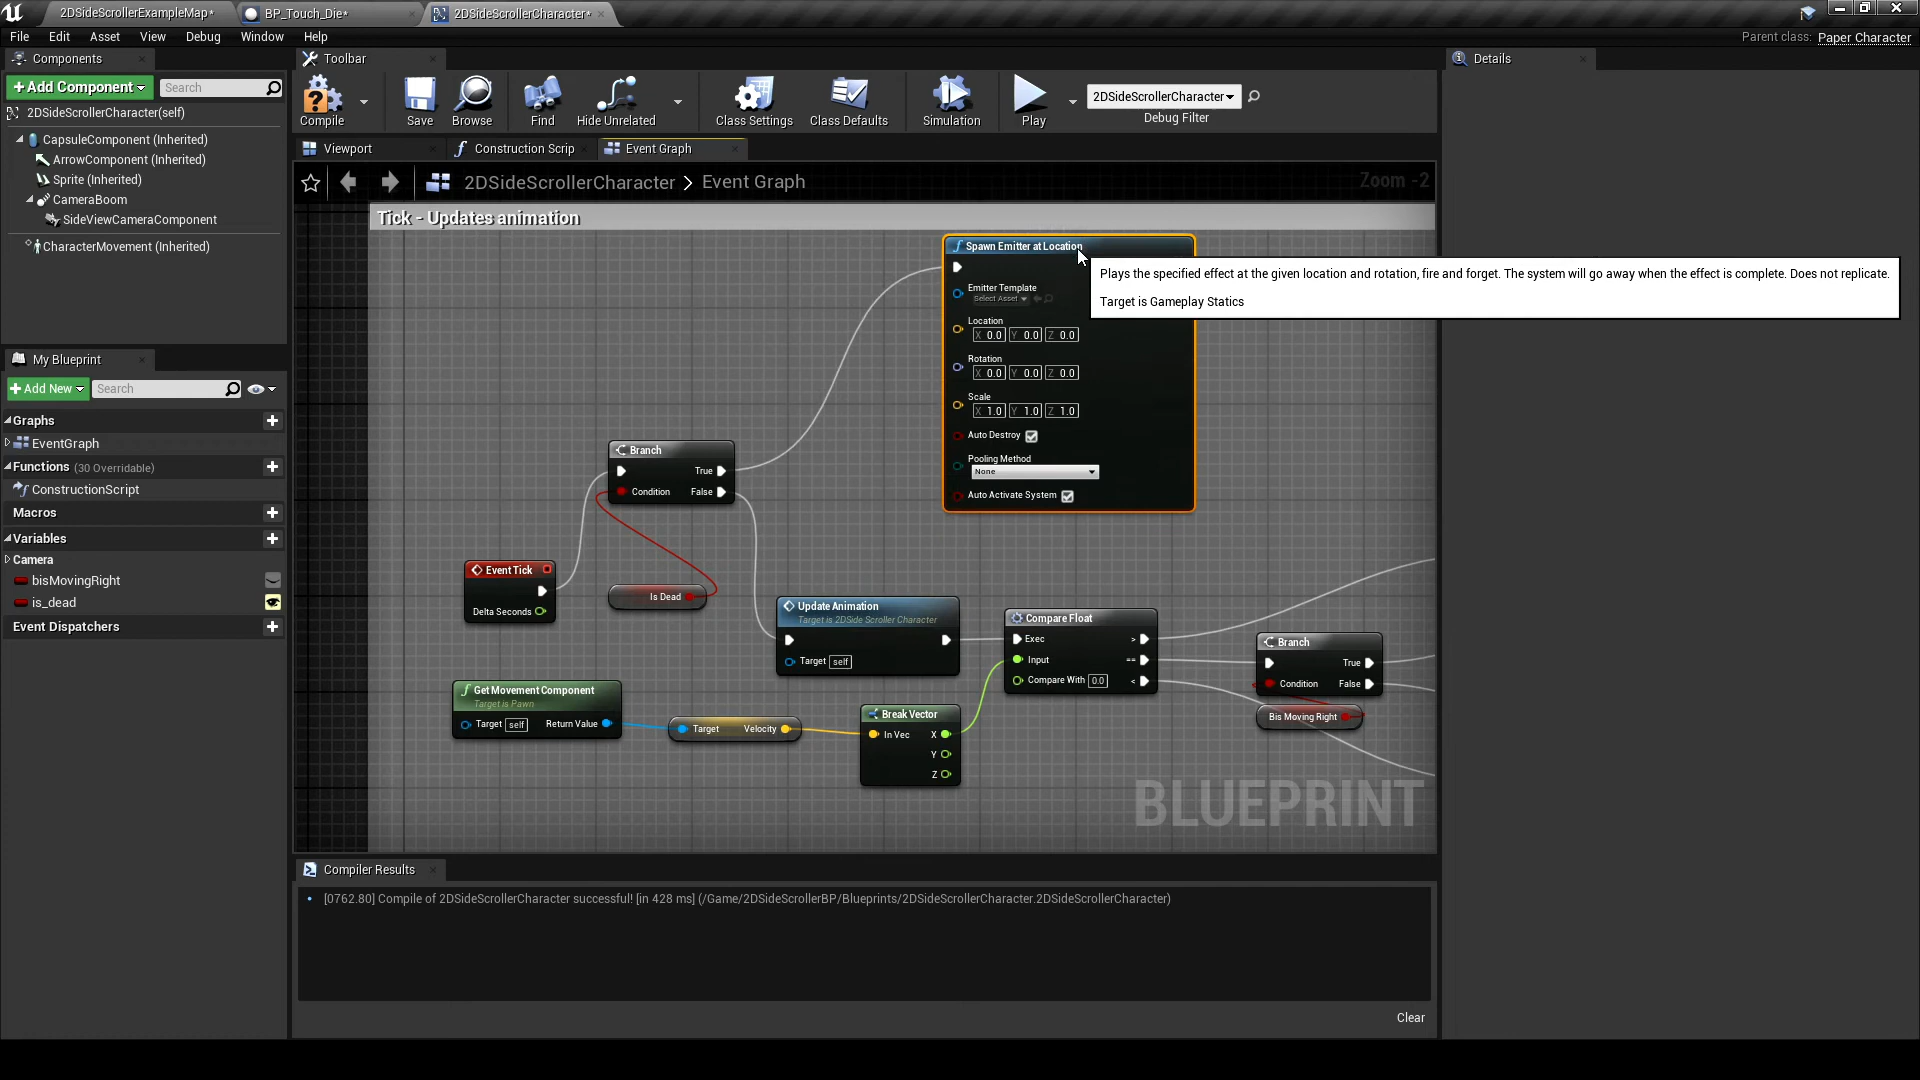 2DSideScrollerExampleMap*
BP_Touch_Die*
2DSideScrollerCharacter*
File Edit Asset View Debug Window Help
Parent class: Paper Character
Components
Toolbar
Details
+Add Component
Search
2DSideScrollerCharacter(self)
CapsuleComponent (Inherited)
ArrowComponent (Inherited)
Sprite (Inherited)
CameraBoom
SideViewCameraComponent
CharacterMovement (Inherited)
Compile
Save
Browse
Find
Hide Unrelated
Class Settings
Class Defaults
Simulation
Play
2DSideScrollerCharacter
Debug Filter
Viewport
Construction Scrip
Event Graph
2DSideScrollerCharacter > Event Graph
Zoom -2
Tick - Updates animation
Spawn Emitter at Location
Plays the specified effect at the given location and rotation, fire and forget. The system will go away when the effect is complete. Does not replicate.
Target is Gameplay Statics
Emitter Template
Select Asset
Location
X 0.0 Y 0.0 Z 0.0
Rotation
X 0.0 Y 0.0 Z 0.0
Scale
X 1.0 Y 1.0 Z 1.0
Auto Destroy
Pooling Method
None
Auto Activate System
Branch
True
Condition False
Event Tick
Delta Seconds
Is Dead
Update Animation
Target is 2DSide Scroller Character
Target self
Compare Float
Exec >
Input ==
Compare With 0.0 <
Branch
True
Condition False
Bis Moving Right
Get Movement Component
Target is Pawn
Target self Return Value
Target Velocity
Break Vector
In Vec X
Y
Z
BLUEPRINT
My Blueprint
+Add New
Search
Graphs
EventGraph
Functions (30 Overridable)
ConstructionScript
Macros
Variables
Camera
bisMovingRight
is_dead
Event Dispatchers
Compiler Results
[0762.80] Compile of 2DSideScrollerCharacter successful! [in 428 ms] (/Game/2DSideScrollerBP/Blueprints/2DSideScrollerCharacter.2DSideScrollerCharacter)
Clear